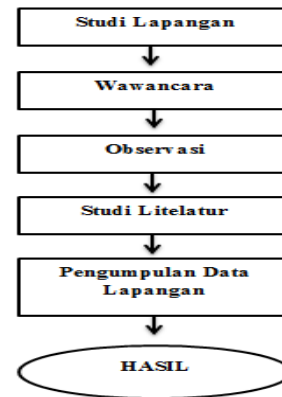 Studi Lapangan
Wawancara
Observasi
Studi Litelatur
Pengumpulan Data
Lapangan
HASIL